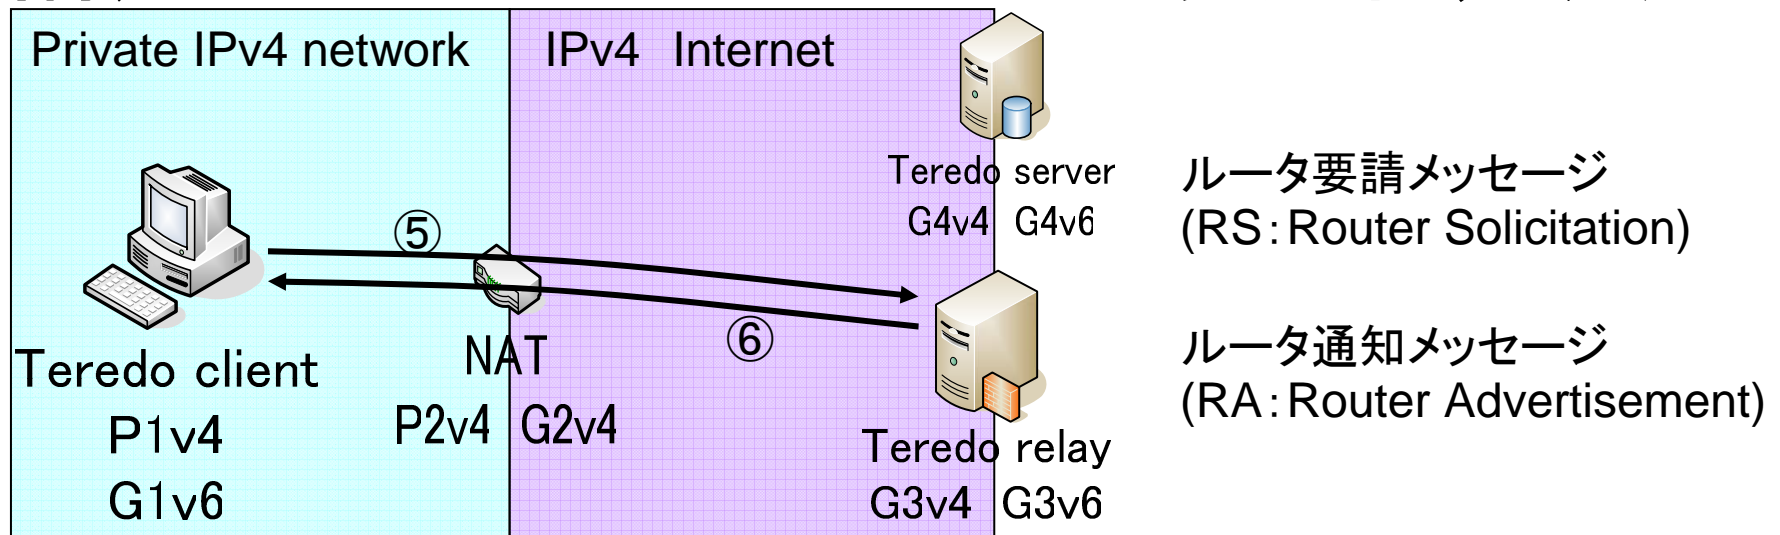 Private IPv4 network
IPv4 Internet
Teredo server
G4v4 G4v6
ルータ要請メッセージ
(RS：Router Solicitation)
⑤
⑥
ルータ通知メッセージ
(RA：Router Advertisement)
NAT
P2v4 G2v4
Teredo client
P1v4
G1v6
Teredo relay
G3v4 G3v6